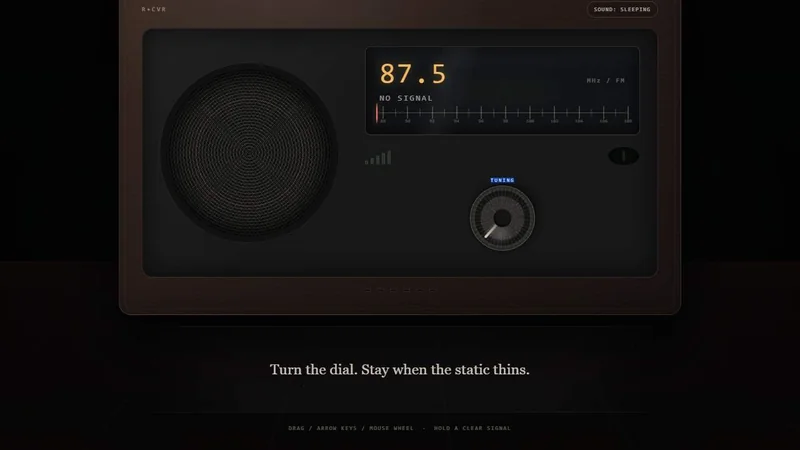 SOUND: SLEEPING
87.5
MHz / FM
NO SIGNAL
TUNING
Turn the dial. Stay when the static thins.
DRAG / ARROW KEYS / MOUSE WHEEL - HOLD A CLEAR SIGNAL